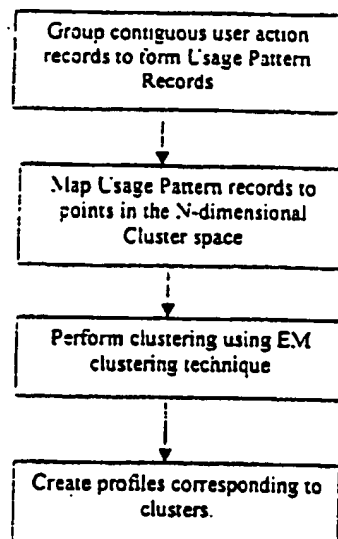 Group contiguous user action
records to form Usage Pattern
Records
Map Usage Pattern records to
points in the N-dimensional
Cluster space
Perform clustering using EM
clustering technique
Create profiles corresponding to
clusters.